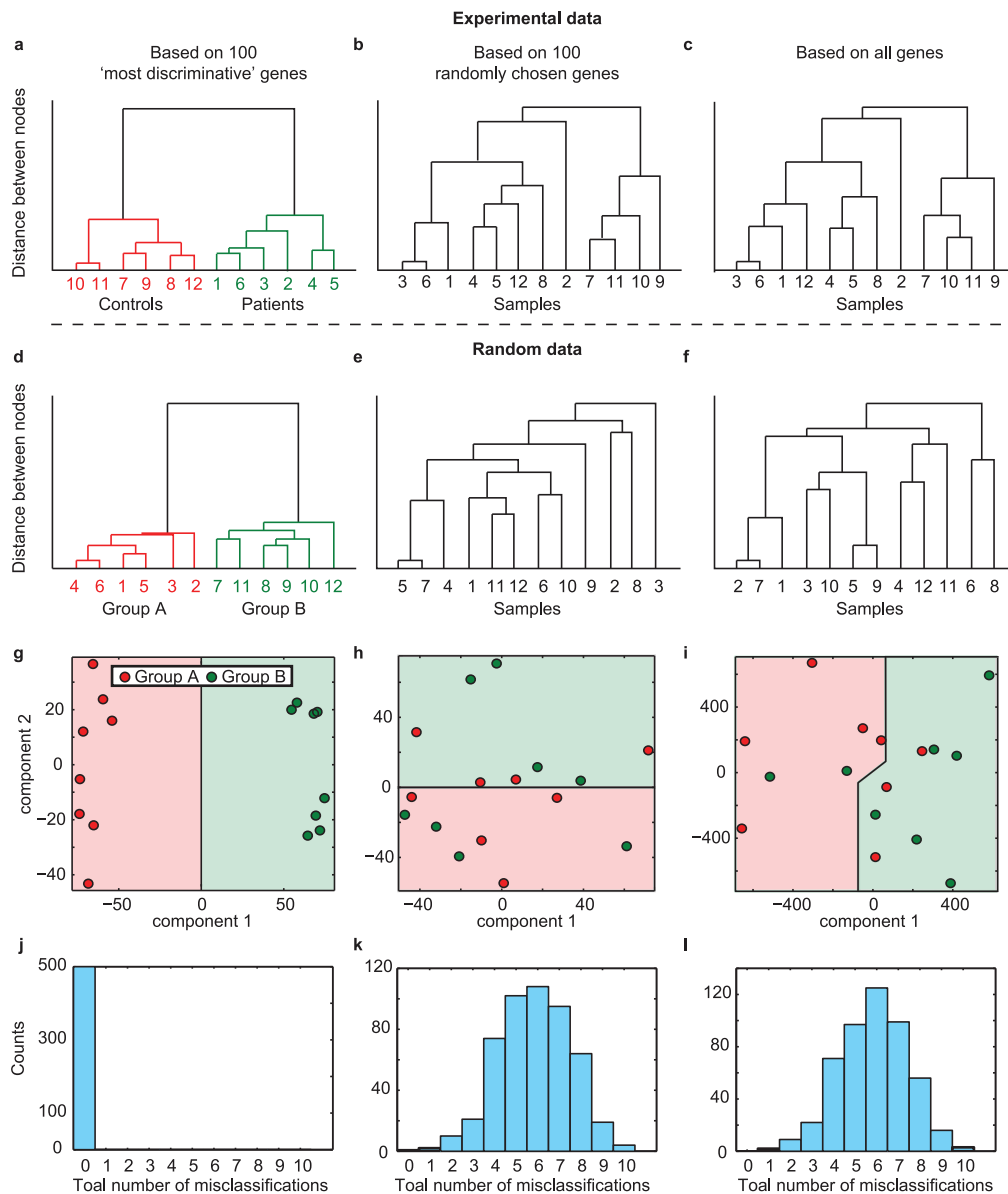 Experimental data
a
Based on 100
'most discriminative' genes
b
Based on 100
randomly chosen genes
c
Based on all genes
Distance between nodes
10 11 7 9 8 12 1 6 3 2 4 5
Controls Patients
3 6 1 4 5 12 8 2 7 11 10 9
Samples
3 6 1 12 4 5 8 2 7 10 11 9
Samples
Random data
d
e
f
Distance between nodes
4 6 1 5 3 2 7 11 8 9 10 12
Group A Group B
5 7 4 1 11 12 6 10 9 2 8 3
Samples
2 7 1 3 10 5 9 4 12 11 6 8
Samples
g
Group A Group B
component 2
20
0
−20
−40
−50 0 50
component 1
h
40
0
−40
−40 0 40
component 1
i
400
0
−400
−400 0 400
component 1
j
Counts
500
300
100
0
0 1 2 3 4 5 6 7 8 9 10
Toal number of misclassifications
k
120
80
40
0
0 1 2 3 4 5 6 7 8 9 10
Toal number of misclassifications
l
120
80
40
0
0 1 2 3 4 5 6 7 8 9 10
Toal number of misclassifications